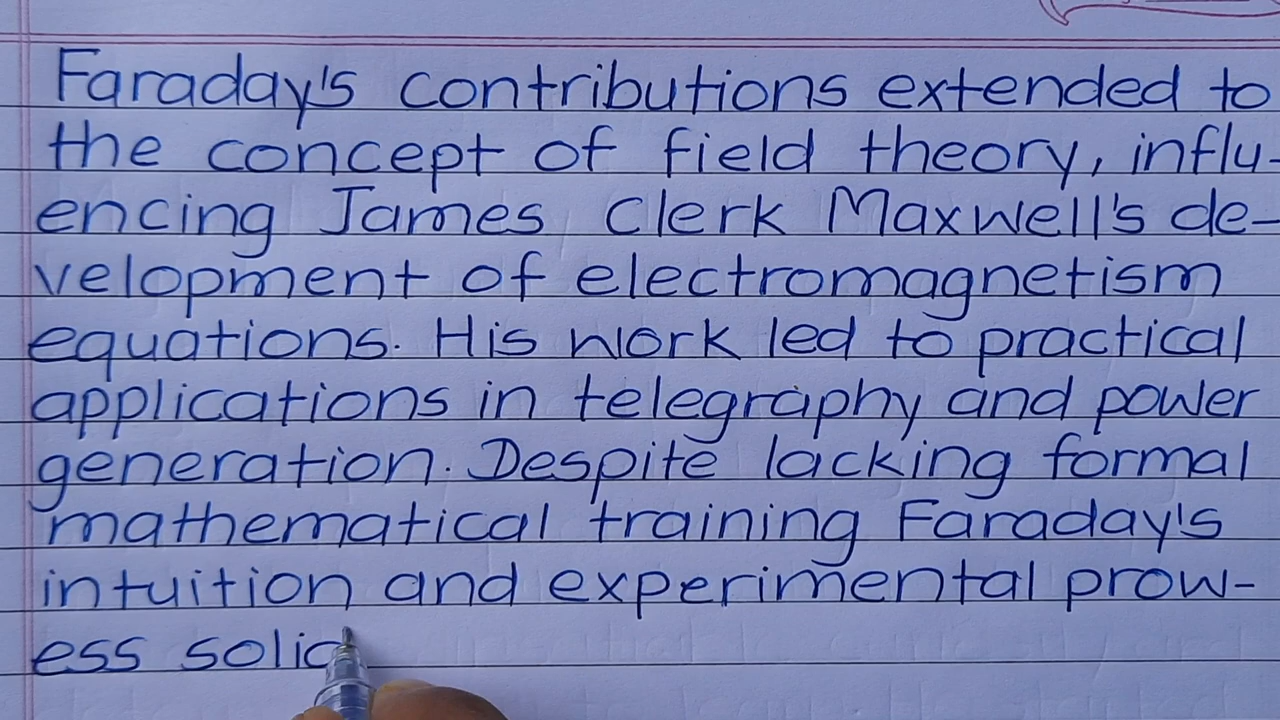 Faraday's contributions extended to
the concept of field theory, influ-
encing James Clerk Maxwell's de-
velopment of electromagnetism
equations. His work led to practical
applications in telegraphy and power
generation. Despite lacking formal
mathematical training Faraday's
intuition and experimental prow-
ess